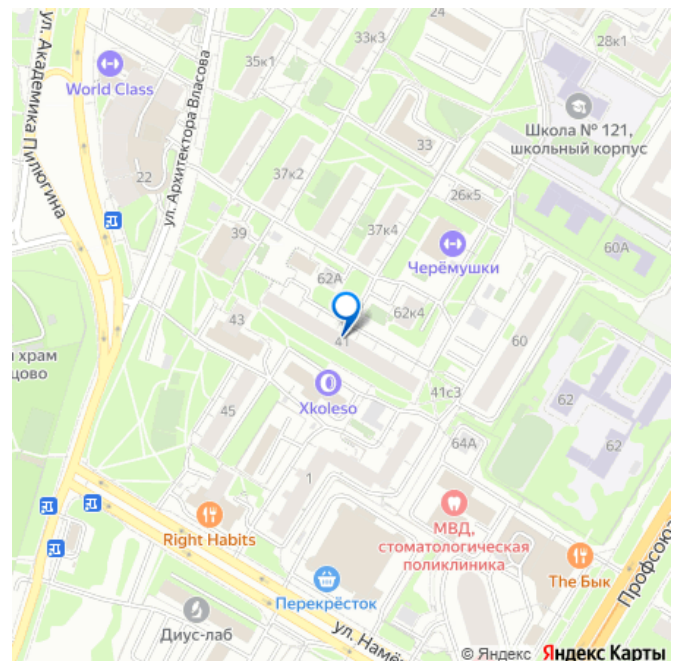 24
28к1
33к3
35к1
ул. Академика Пилюгина
World Class
ул. Архитектора Власова
Школа № 121,
школьный корпус
33
22
37к2
26к5
37к4
60А
39
Черёмушки
62А
62к4
43
41
60
й храм
цово
Xkoleso
41с3
62
45
62
64А
1
МВД,
стоматологическая
поликлиника
Right Habits
The Бык
Профсоюз
Перекрёсток
Диус-лаб
ул. Намё
© Яндекс Яндекс Карты